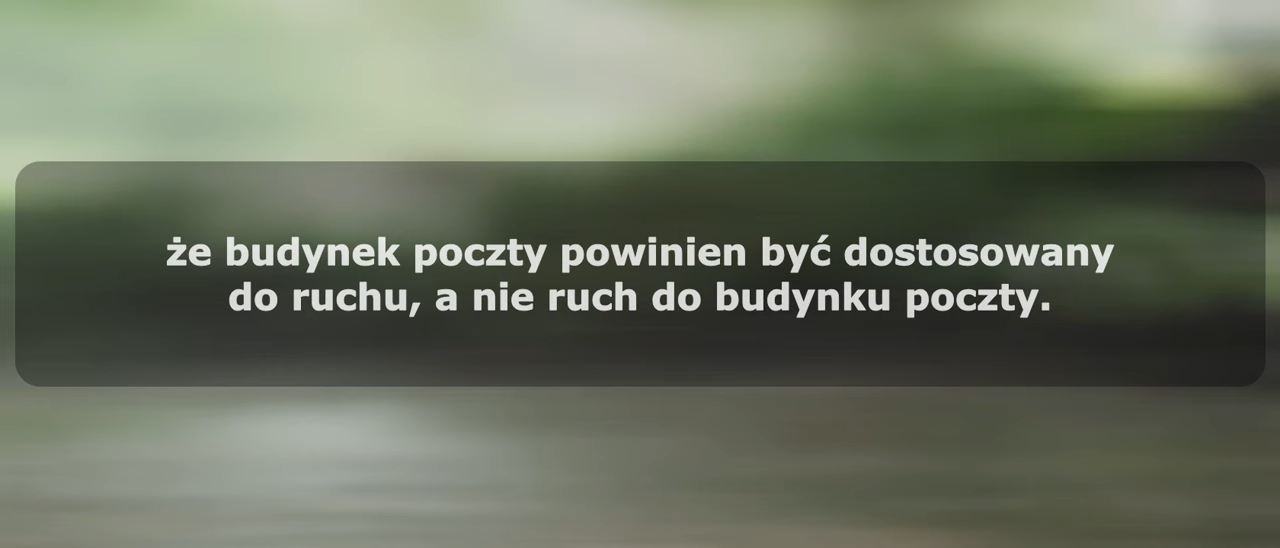 że budynek poczty powinien być dostosowany
do ruchu, a nie ruch do budynku poczty.